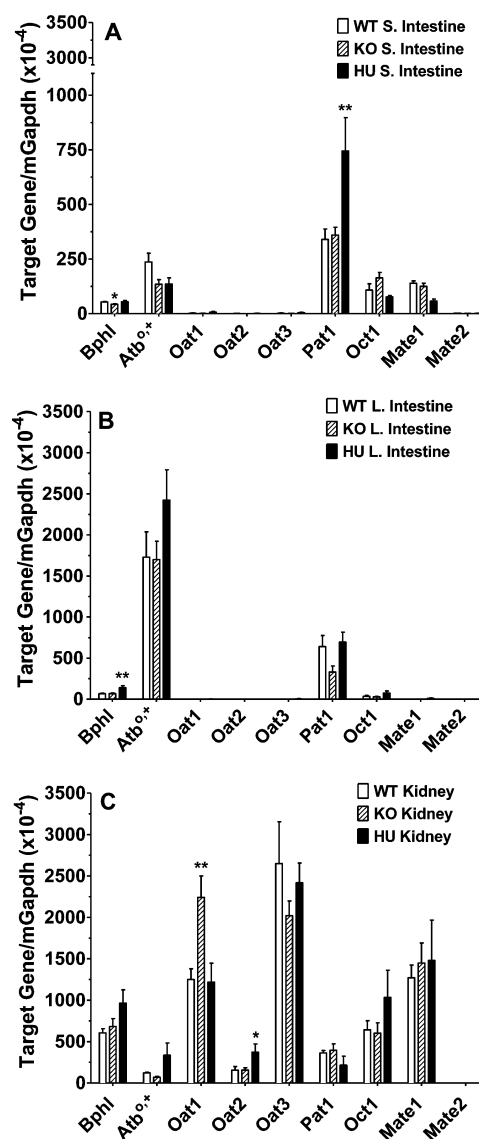 A
WT S. Intestine
KO S. Intestine
HU S. Intestine
Target Gene/mGapdh (x10-4)
3500
3000
1000
750
500
250
0
*
**
Bphl
Atb0,+
Oat1
Oat2
Oat3
Pat1
Oct1
Mate1
Mate2
B
WT L. Intestine
KO L. Intestine
HU L. Intestine
Target Gene/mGapdh (x10-4)
3500
3000
2500
2000
1500
1000
500
0
**
Bphl
Atb0,+
Oat1
Oat2
Oat3
Pat1
Oct1
Mate1
Mate2
C
WT Kidney
KO Kidney
HU Kidney
Target Gene/mGapdh (x10-4)
3500
3000
2500
2000
1500
1000
500
0
**
*
Bphl
Atb0,+
Oat1
Oat2
Oat3
Pat1
Oct1
Mate1
Mate2